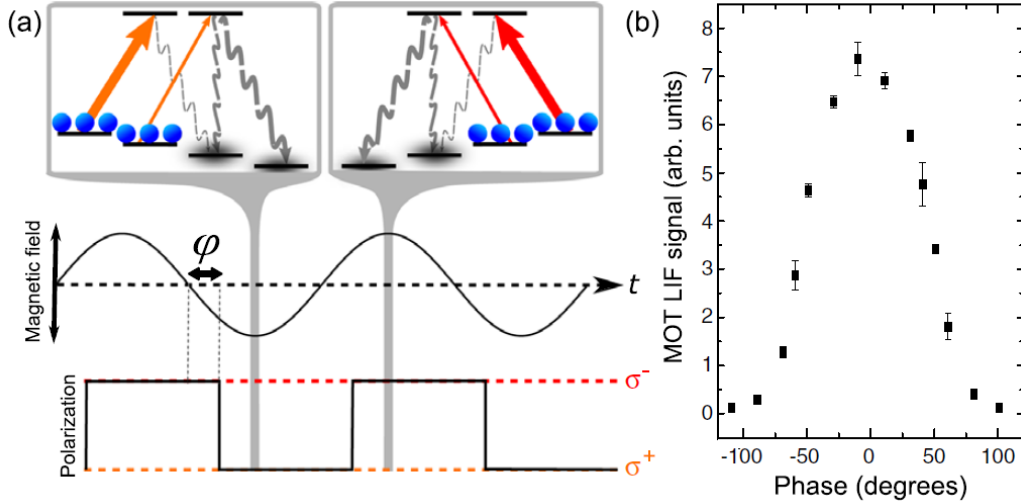 (a)
Magnetic field
φ
t
Polarization
σ-
σ+
(b)
MOT LIF signal (arb. units)
8
7
6
5
4
3
2
1
0
-100 -50 0 50 100
Phase (degrees)